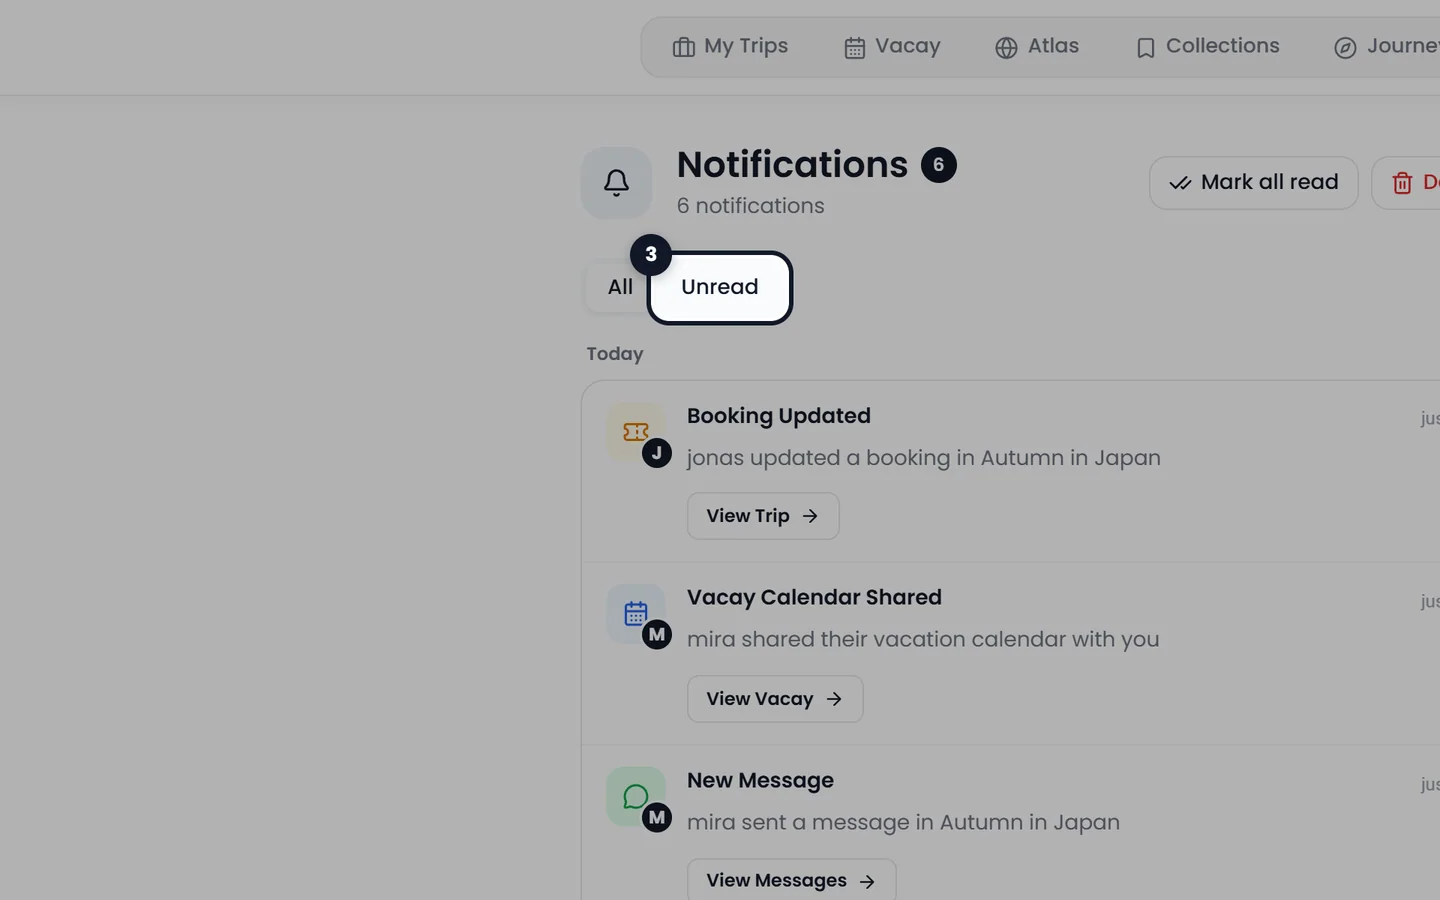 My Trips
Vacay
Atlas
Collections
Journey
Notifications 6
6 notifications
Mark all read
3
All
Unread
Today
Booking Updated
J
jonas updated a booking in Autumn in Japan
View Trip
Vacay Calendar Shared
M
mira shared their vacation calendar with you
View Vacay
New Message
M
mira sent a message in Autumn in Japan
View Messages